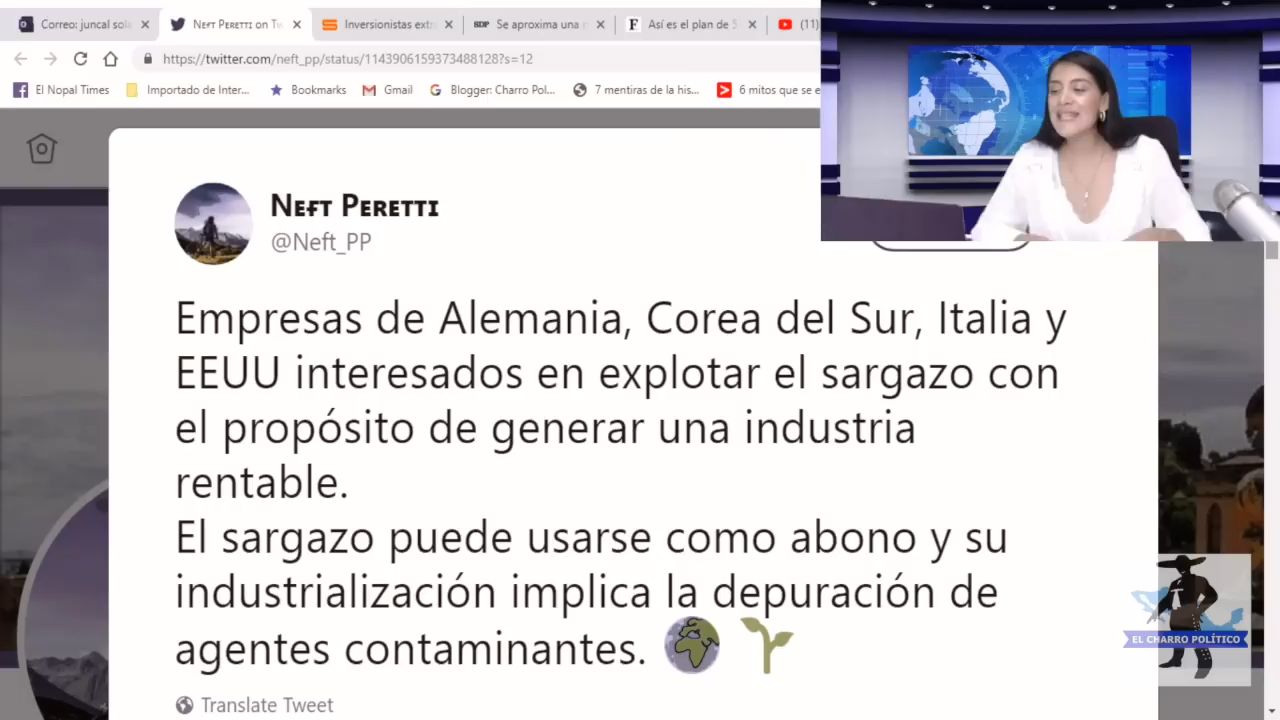 Correo: juncal sol
Neft Peretti on Tw
Inversionistas extr
SDP Se aproxima una n
F Así es el plan de S
(11)
https://twitter.com/neft_pp/status/1143906159373488128?s=12
El Nopal Times
Importado de Inter...
Bookmarks
Gmail
Blogger: Charro Pol...
7 mentiras de la his...
6 mitos que se e
Neft Peretti
@Neft_PP
Empresas de Alemania, Corea del Sur, Italia y
EEUU interesados en explotar el sargazo con
el propósito de generar una industria
rentable.
El sargazo puede usarse como abono y su
industrialización implica la depuración de
agentes contaminantes.
Translate Tweet
EL CHARRO POLÍTICO